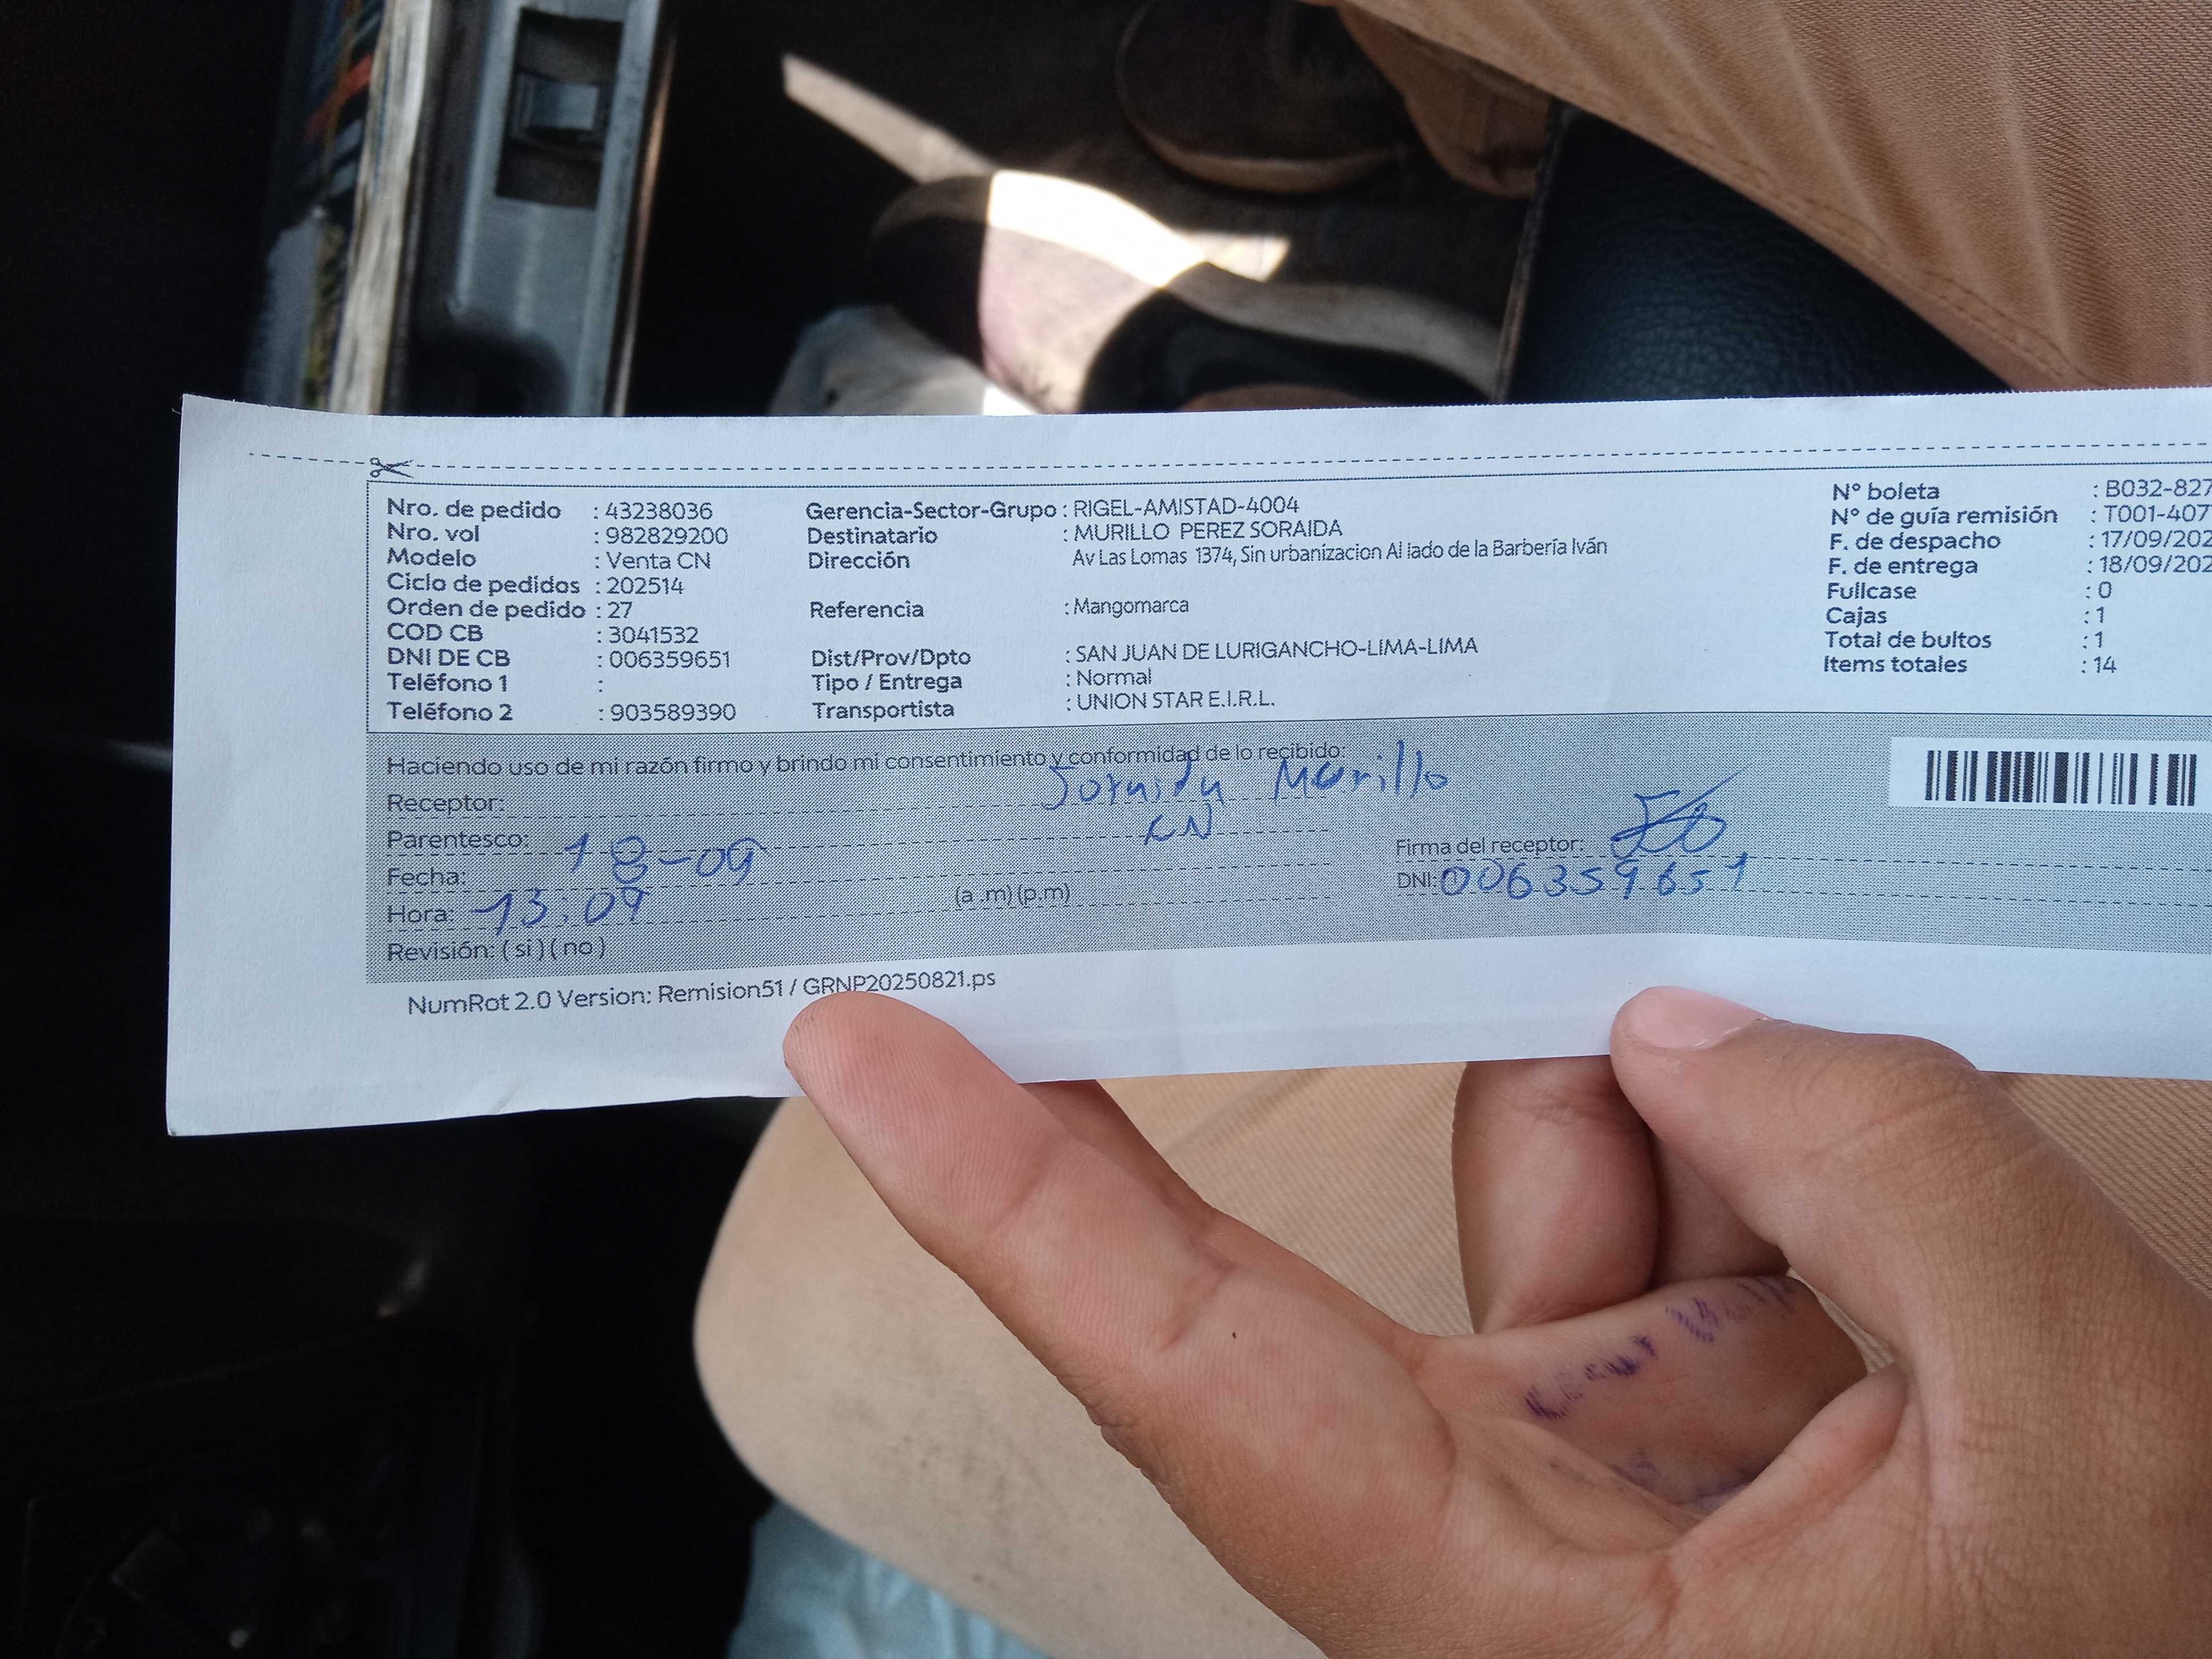 Nro. de pedido : 43238036
Nro. vol : 982829200
Modelo : Venta CN
Ciclo de pedidos : 202514
Orden de pedido : 27
COD CB : 3041532
DNI DE CB : 006359651
Teléfono 1 :
Teléfono 2 : 903589390
Gerencia-Sector-Grupo : RIGEL-AMISTAD-4004
Destinatario : MURILLO PEREZ SORAIDA
Dirección Av Las Lomas 1374, Sin urbanizacion Al lado de la Barbería Iván
Referencia : Mangomarca
Dist/Prov/Dpto : SAN JUAN DE LURIGANCHO-LIMA-LIMA
Tipo / Entrega : Normal
Transportista : UNION STAR E.I.R.L.
N° boleta : B032-827
N° de guía remisión : T001-407
F. de despacho : 17/09/202
F. de entrega : 18/09/202
Fullcase : 0
Cajas : 1
Total de bultos : 1
Items totales : 14
Haciendo uso de mi razón firmo y brindo mi consentimiento y conformidad de lo recibido:
Receptor: Soraida Murillo
Parentesco: CN
Fecha: 18-09
Hora: 13:09 (a .m) (p.m)
Revisión: ( si ) ( no )
Firma del receptor:
DNI: 006359651
NumRot 2.0 Version: Remision51 / GRNP20250821.ps